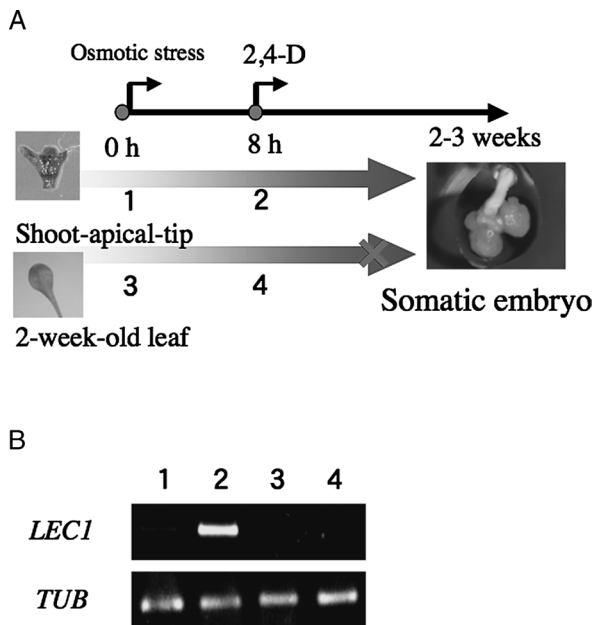 A
Osmotic stress
2,4-D
0 h
8 h
2-3 weeks
1
2
Shoot-apical-tip
3
4
Somatic embryo
2-week-old leaf
B
1 2 3 4
LEC1
TUB